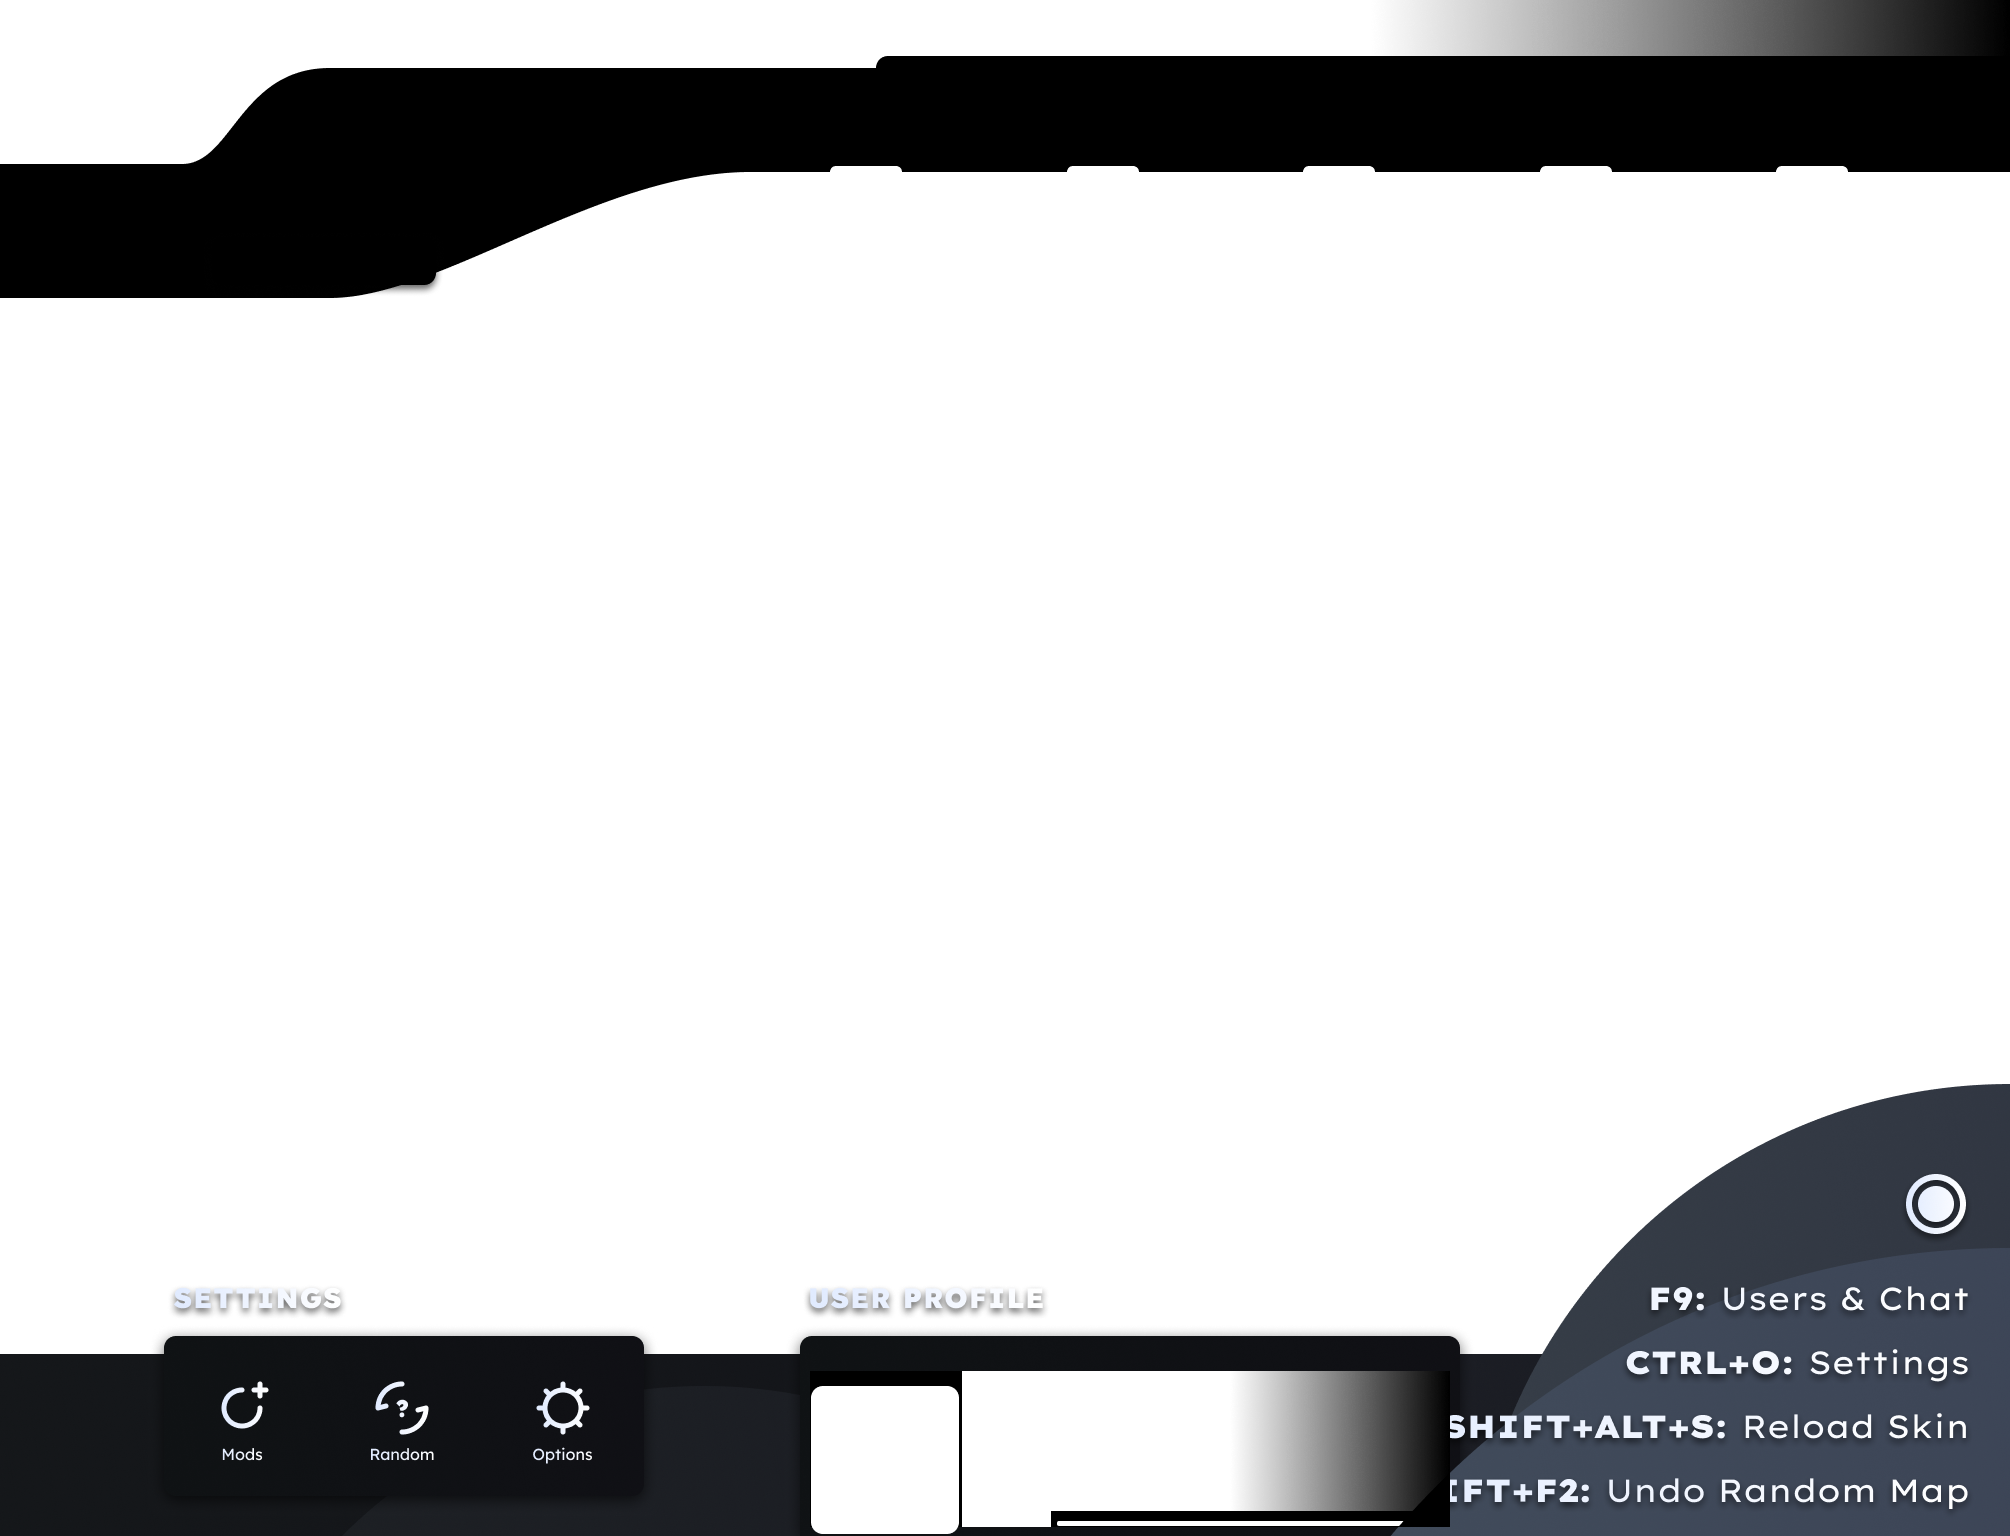 SETTINGS
USER PROFILE
Mods
Random
Options
F9: Users & Chat
CTRL+O: Settings
SHIFT+ALT+S: Reload Skin
IFT+F2: Undo Random Map